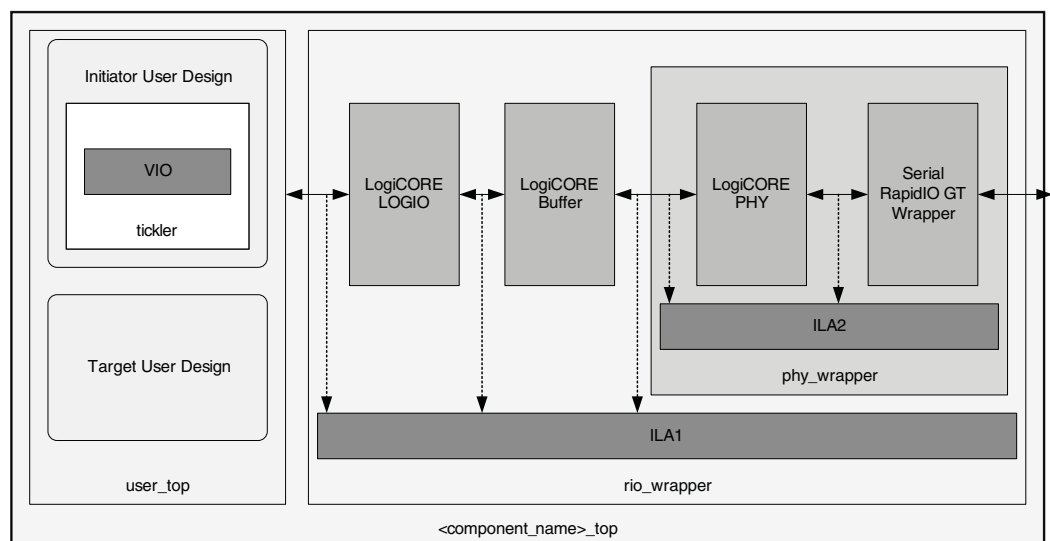 Initiator User Design
VIO
tickler
Target User Design
user_top
LogiCORE
LOGIO
LogiCORE
Buffer
LogiCORE
PHY
Serial
RapidIO GT
Wrapper
ILA2
phy_wrapper
ILA1
rio_wrapper
<component_name>_top